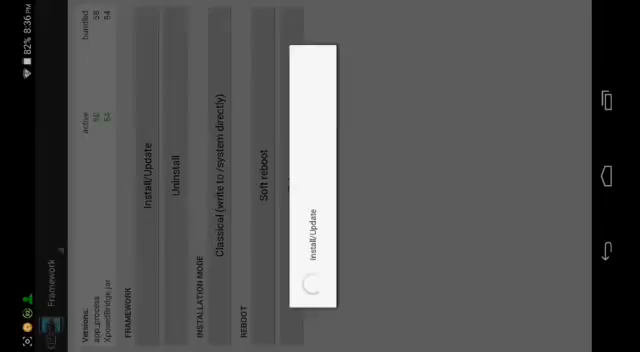 82% 8:36 PM
Framework
Versions: active bundled
app_process 58 58
XposedBridge.jar 54 54
FRAMEWORK
Install/Update
Uninstall
INSTALLATION MODE
Classical (write to /system directly)
REBOOT
Soft reboot
Install/Update